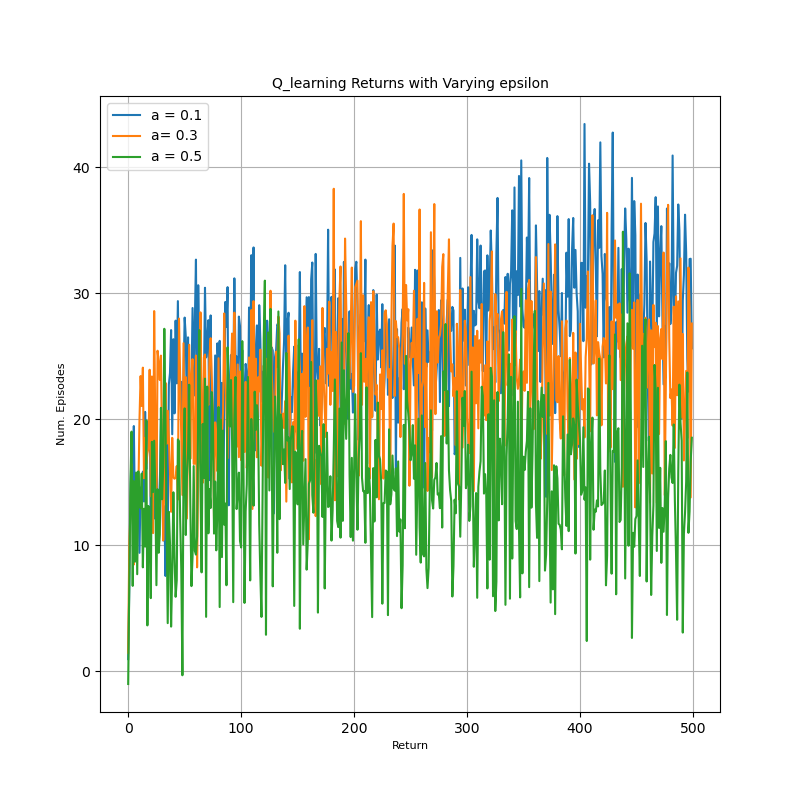 Q_learning Returns with Varying epsilon
a = 0.1
a= 0.3
a = 0.5
40
30
20
10
0
Num. Episodes
0 100 200 300 400 500
Return